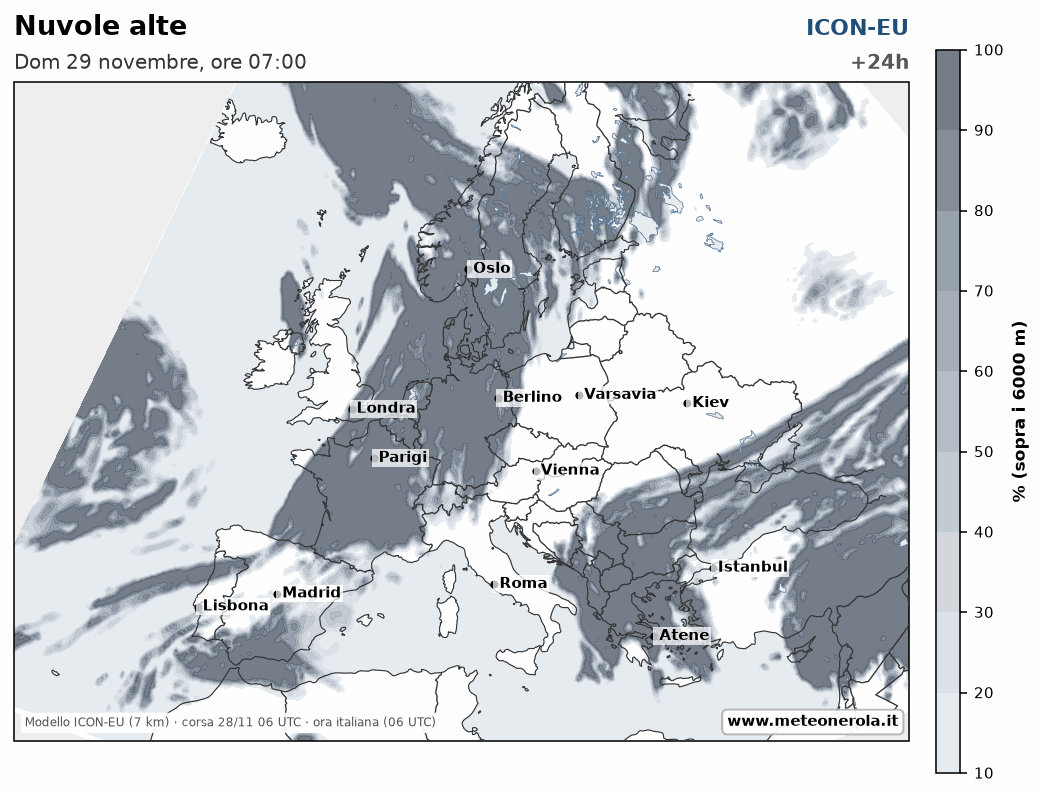 Nuvole alte
ICON-EU
Dom 29 novembre, ore 07:00
+24h
100
90
80
70
60
50
40
30
20
10
% (sopra i 6000 m)
Oslo
Berlino
Varsavia
Kiev
Londra
Parigi
Vienna
Istanbul
Roma
Madrid
Lisbona
Atene
Modello ICON-EU (7 km) · corsa 28/11 06 UTC · ora italiana (06 UTC)
www.meteonerola.it